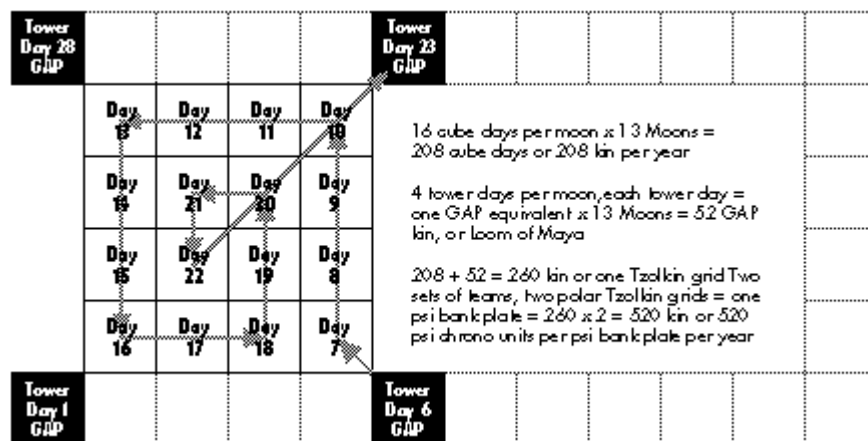 Tower
Day 28
GAP
Tower
Day 23
GAP
Day
13
Day
12
Day
11
Day
10
Day
14
Day
21
Day
20
Day
9
Day
15
Day
22
Day
19
Day
8
Day
16
Day
17
Day
18
Day
7
Tower
Day 1
GAP
Tower
Day 6
GAP
16 cube days per moon x 13 Moons =
208 cube days or 208 kin per year
4 tower days per moon, each tower day =
one GAP equivalent x 13 Moons = 52 GAP
kin, or Loom of Maya
208 + 52 = 260 kin or one Tzolkin grid Two
sets of teams, two polar Tzolkin grids = one
psi bank plate = 260 x 2 = 520 kin or 520
psi chrono units per psi bank plate per year